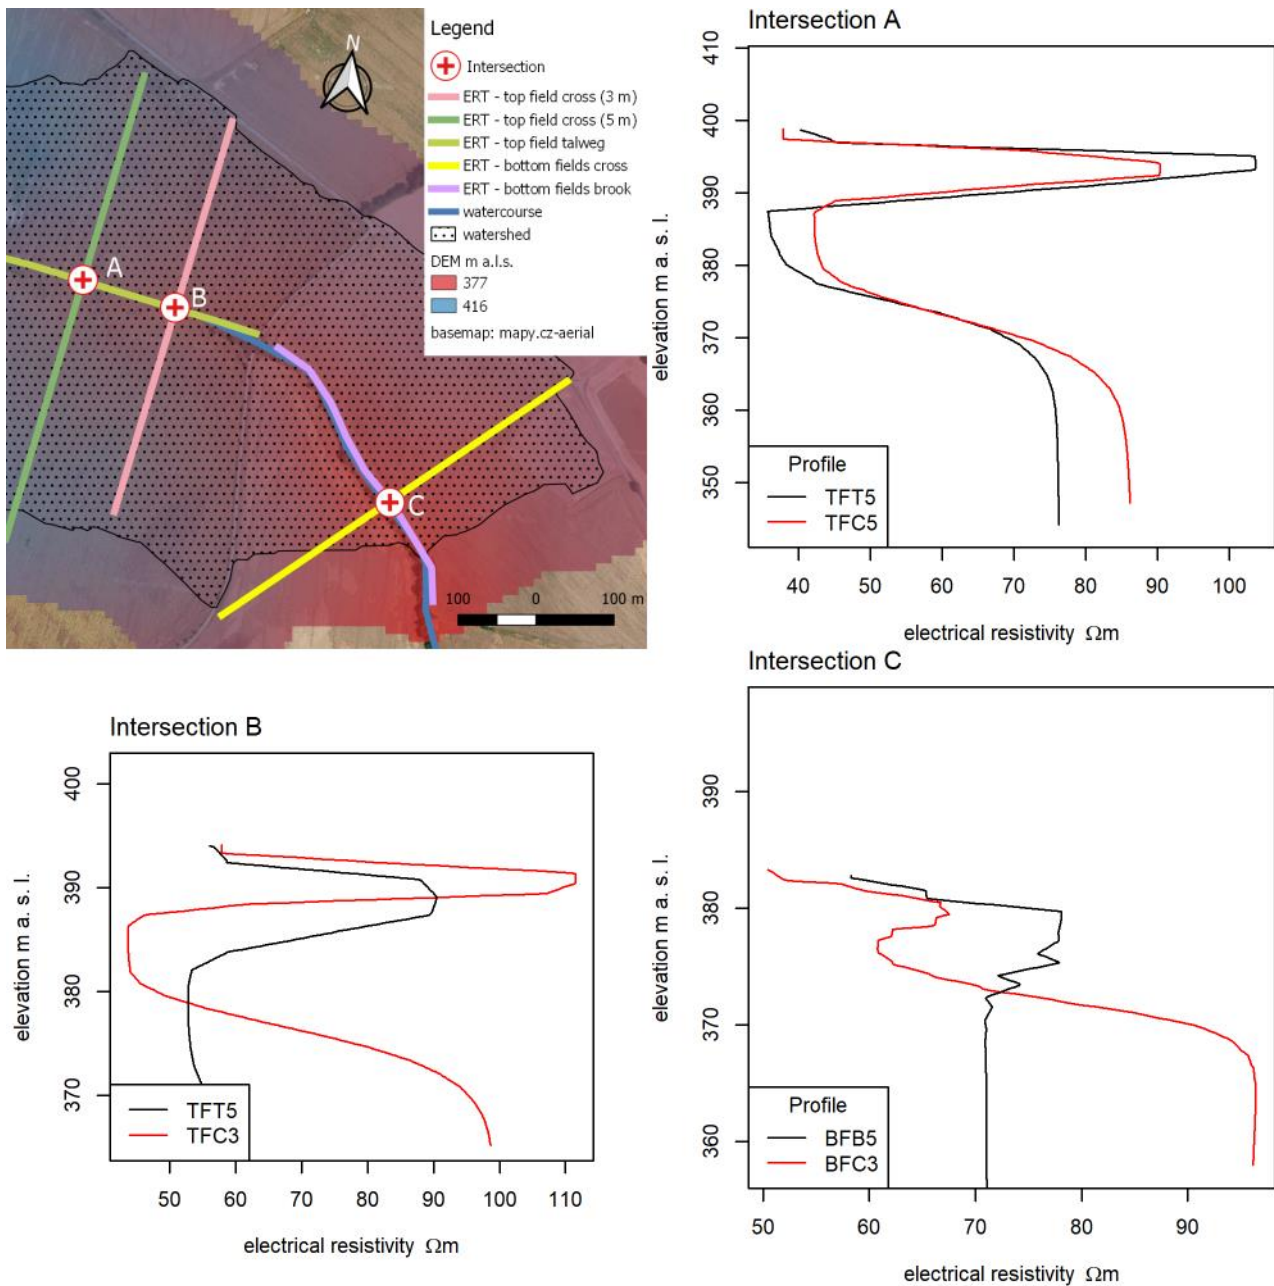 N
A
B
C
100 0 100 m
Legend
Intersection
ERT - top field cross (3 m)
ERT - top field cross (5 m)
ERT - top field talweg
ERT - bottom fields cross
ERT - bottom fields brook
watercourse
watershed
DEM m a.l.s.
377
416
basemap: mapy.cz-aerial
Intersection A
elevation m a. s. l.
410
400
390
380
370
360
350
Profile
TFT5
TFC5
40 50 60 70 80 90 100
electrical resistivity Ωm
Intersection B
elevation m a. s. l.
400
390
380
370
TFT5
TFC3
50 60 70 80 90 100 110
electrical resistivity Ωm
Intersection C
elevation m a. s. l.
390
380
370
360
Profile
BFB5
BFC3
50 60 70 80 90
electrical resistivity Ωm